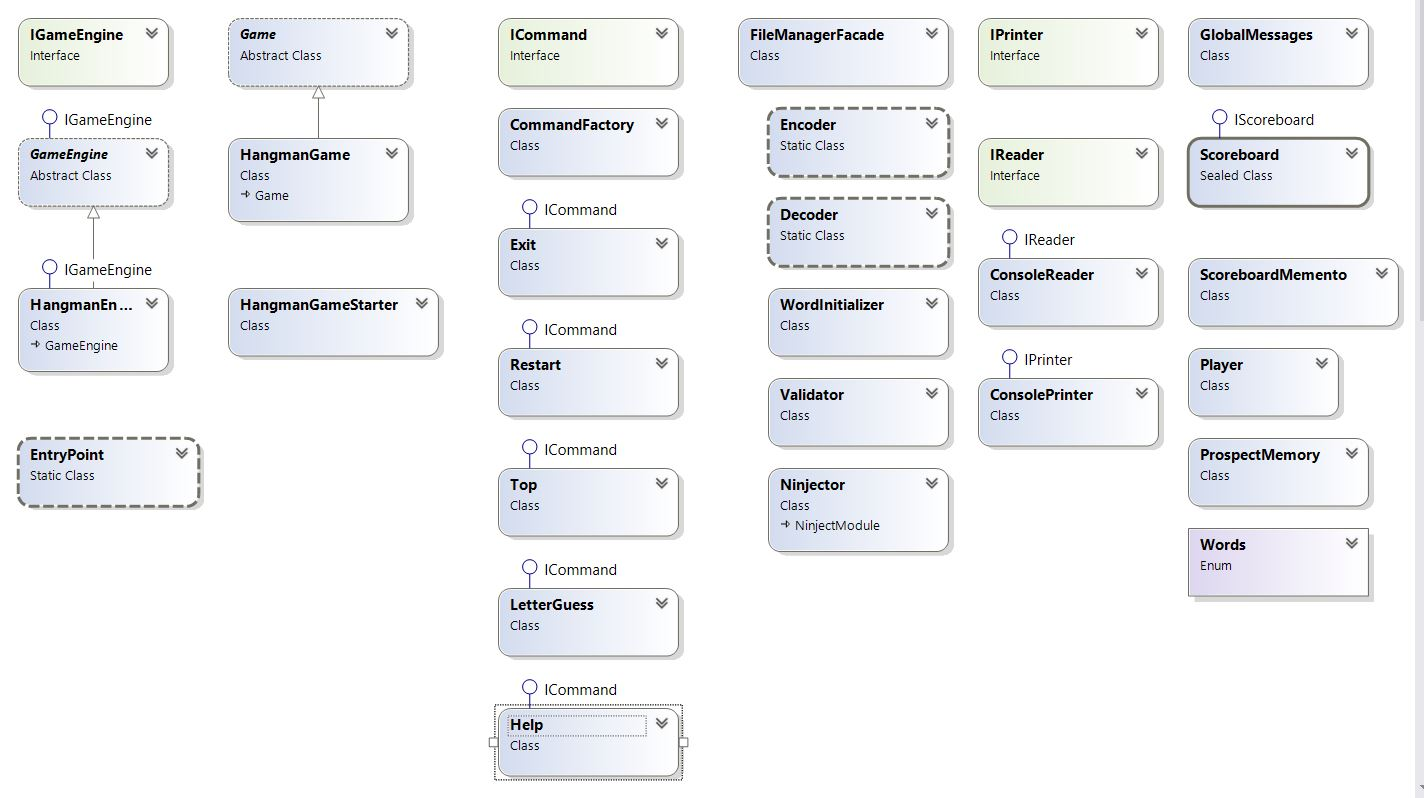 IGameEngine
Interface
IGameEngine
GameEngine
Abstract Class
IGameEngine
HangmanEn...
Class
GameEngine
EntryPoint
Static Class
Game
Abstract Class
HangmanGame
Class
Game
HangmanGameStarter
Class
ICommand
Interface
CommandFactory
Class
ICommand
Exit
Class
ICommand
Restart
Class
ICommand
Top
Class
ICommand
LetterGuess
Class
ICommand
Help
Class
FileManagerFacade
Class
Encoder
Static Class
Decoder
Static Class
WordInitializer
Class
Validator
Class
Ninjector
Class
NinjectModule
IPrinter
Interface
IReader
Interface
IReader
ConsoleReader
Class
IPrinter
ConsolePrinter
Class
GlobalMessages
Class
IScoreboard
Scoreboard
Sealed Class
ScoreboardMemento
Class
Player
Class
ProspectMemory
Class
Words
Enum